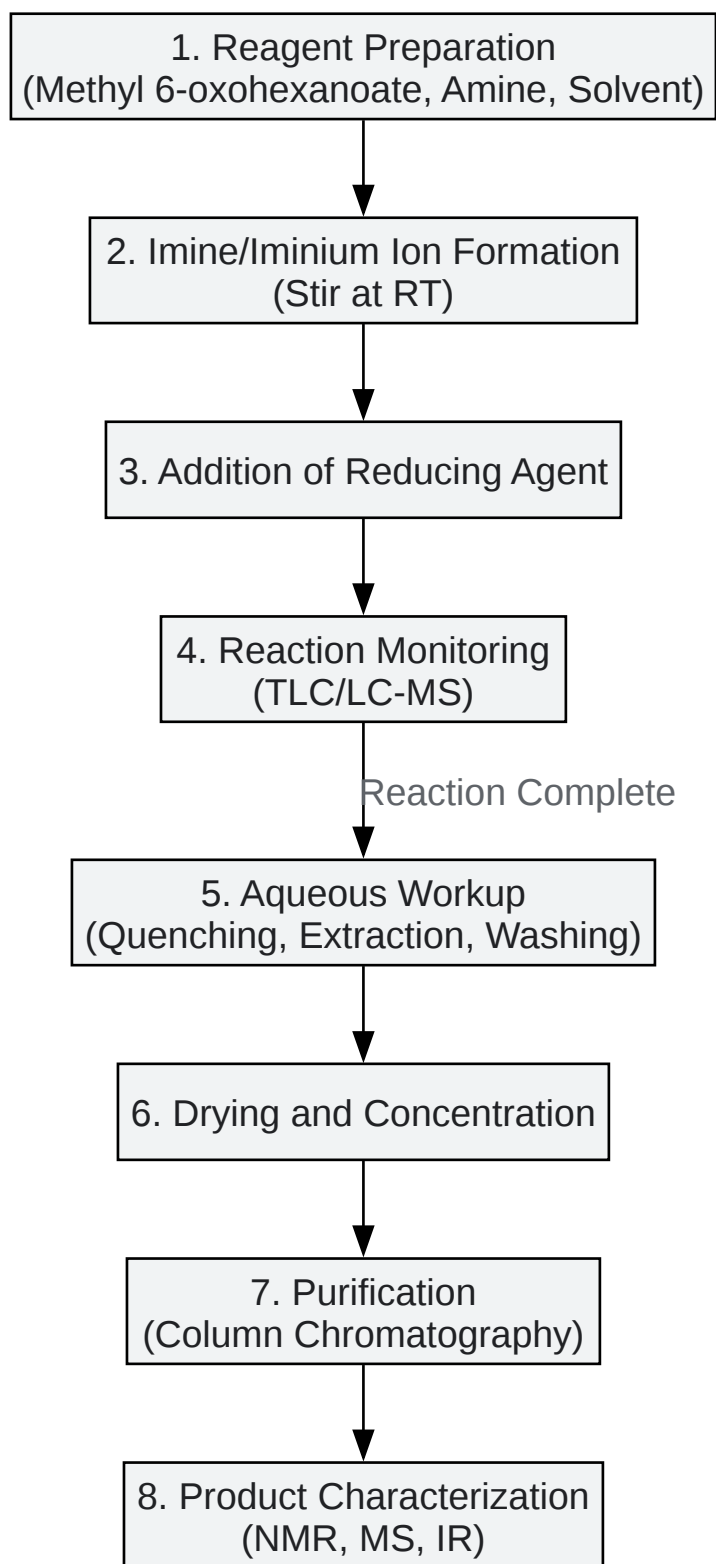 1. Reagent Preparation
(Methyl 6-oxohexanoate, Amine, Solvent)
2. Imine/Iminium Ion Formation
(Stir at RT)
3. Addition of Reducing Agent
4. Reaction Monitoring
(TLC/LC-MS)
Reaction Complete
5. Aqueous Workup
(Quenching, Extraction, Washing)
6. Drying and Concentration
7. Purification
(Column Chromatography)
8. Product Characterization
(NMR, MS, IR)